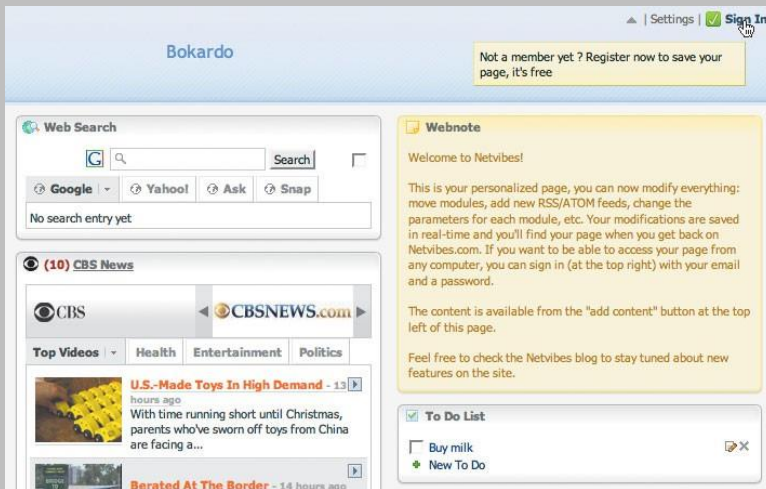 | Settings | Sign In
Bokardo
Not a member yet ? Register now to save your
page, it's free
Web Search
G Search
Google Yahoo! Ask Snap
No search entry yet
(10) CBS News
CBS CBSNEWS.com
Top Videos Health Entertainment Politics
U.S.-Made Toys In High Demand - 13
hours ago
With time running short until Christmas,
parents who've sworn off toys from China
are facing a...
Berated At The Border - 14 hours ago
Webnote
Welcome to Netvibes!
This is your personalized page, you can now modify everything:
move modules, add new RSS/ATOM feeds, change the
parameters for each module, etc. Your modifications are saved
in real-time and you'll find your page when you get back on
Netvibes.com. If you want to be able to access your page from
any computer, you can sign in (at the top right) with your email
and a password.
The content is available from the "add content" button at the top
left of this page.
Feel free to check the Netvibes blog to stay tuned about new
features on the site.
To Do List
Buy milk
New To Do